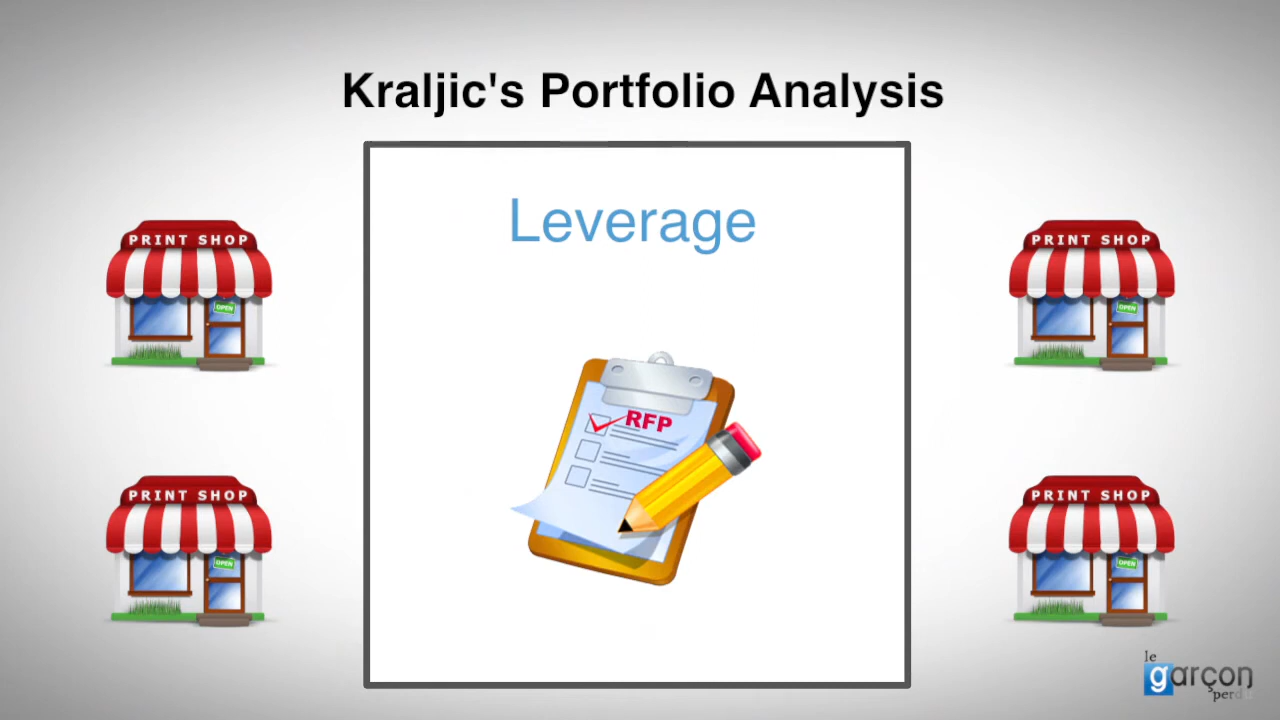 Kraljic's Portfolio Analysis
Leverage
PRINT SHOP
OPEN
PRINT SHOP
OPEN
RFP
PRINT SHOP
OPEN
PRINT SHOP
OPEN
le
garçon